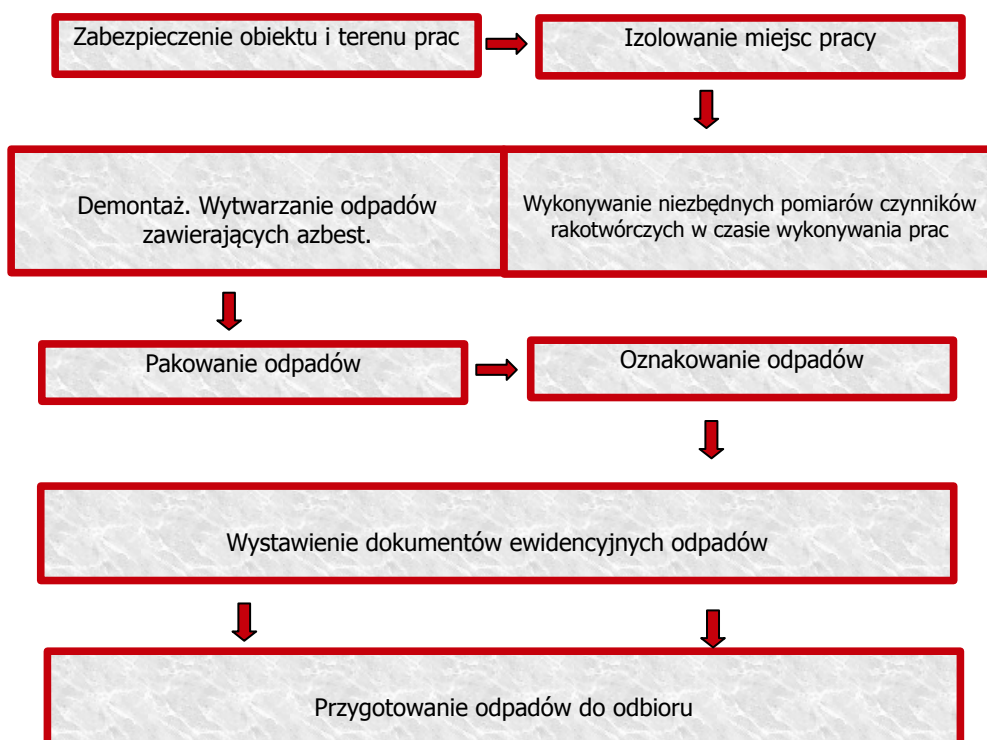 Zabezpieczenie obiektu i terenu prac
Izolowanie miejsc pracy
Demontaż. Wytwarzanie odpadów
zawierających azbest.
Wykonywanie niezbędnych pomiarów czynników
rakotwórczych w czasie wykonywania prac
Pakowanie odpadów
Oznakowanie odpadów
Wystawienie dokumentów ewidencyjnych odpadów
Przygotowanie odpadów do odbioru